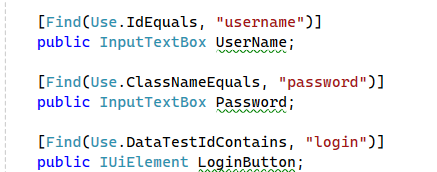 [Find(Use.IdEquals, "username")]
public InputTextBox UserName;
[Find(Use.ClassNameEquals, "password")]
public InputTextBox Password;
[Find(Use.DataTestIdContains, "login")]
public IUiElement LoginButton;